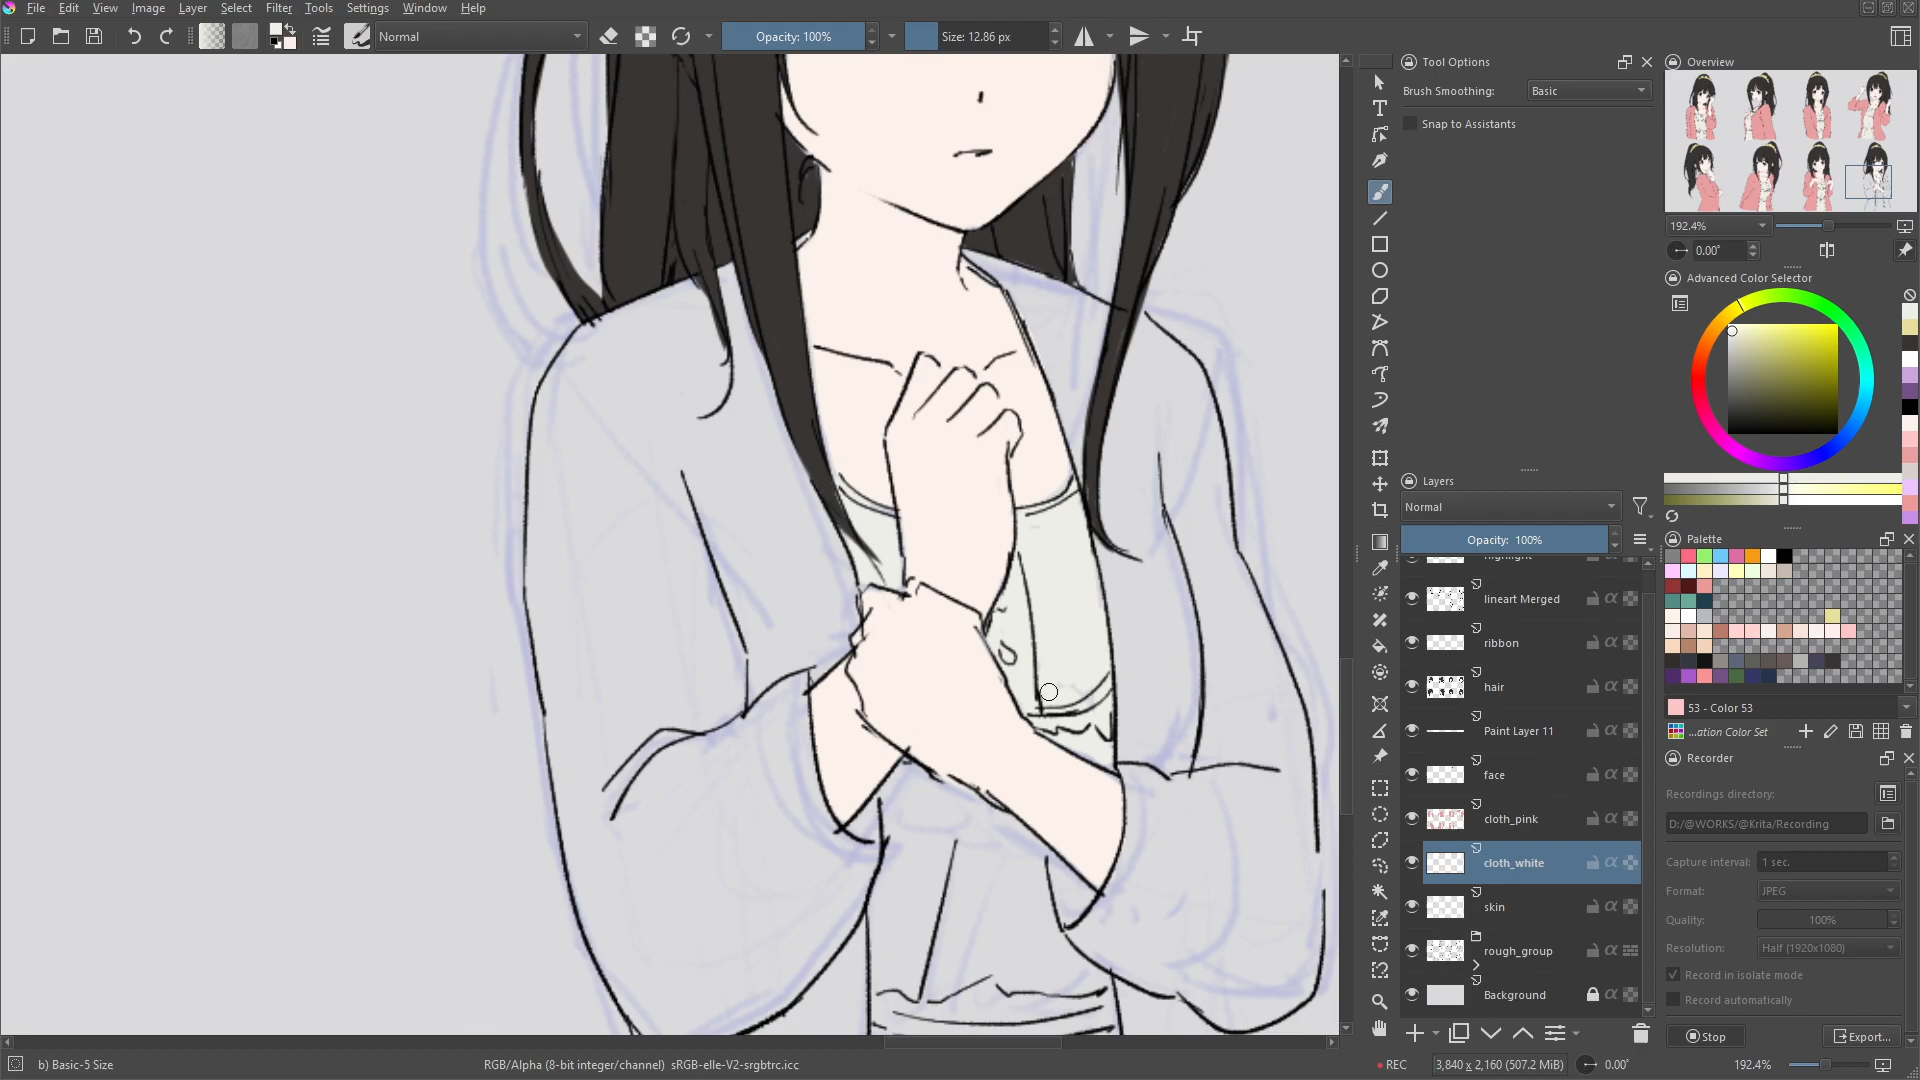 File Edit View Image Layer Select Filter Tools Settings Window Help
Normal
Opacity: 100%
Size: 12.86 px
Tool Options
Brush Smoothing: Basic
Snap to Assistants
Overview
192.4%
0.00°
Advanced Color Selector
Layers
Normal
Opacity: 100%
highlight
lineart Merged
ribbon
hair
Paint Layer 11
face
cloth_pink
cloth_white
skin
rough_group
Background
Palette
53 - Color 53
...ation Color Set
Recorder
Recordings directory:
D:/@WORKS/@Krita/Recording
Capture interval: 1 sec.
Format: JPEG
Quality: 100%
Resolution: Half (1920x1080)
Record in isolate mode
Record automatically
Stop
Export...
b) Basic-5 Size
RGB/Alpha (8-bit integer/channel) sRGB-elle-V2-srgbtrc.icc
REC
3,840 x 2,160 (507.2 MiB)
0.00°
192.4%